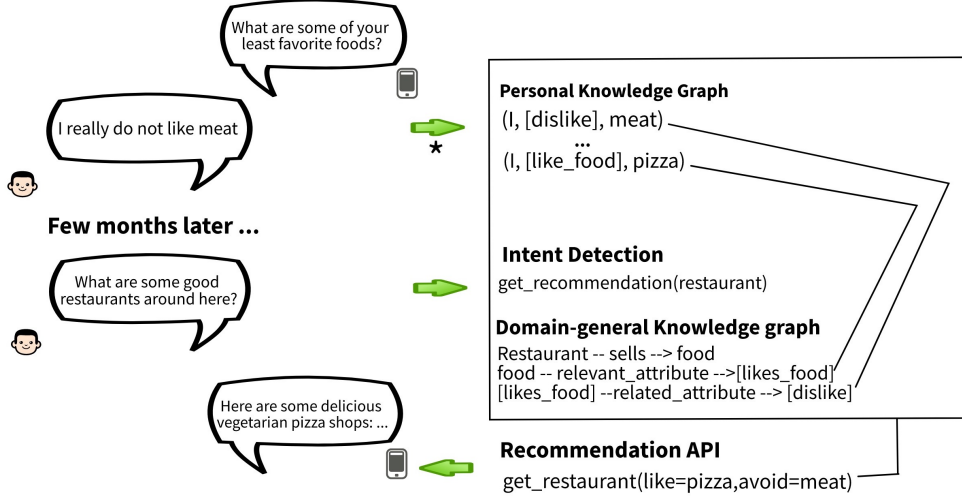 What are some of your
least favorite foods?
I really do not like meat
*
Few months later ...
What are some good
restaurants around here?
Here are some delicious
vegetarian pizza shops: ...
Personal Knowledge Graph
(I, [dislike], meat)
...
(I, [like_food], pizza)
Intent Detection
get_recommendation(restaurant)
Domain-general Knowledge graph
Restaurant -- sells --> food
food -- relevant_attribute -->[likes_food]
[likes_food] --related_attribute --> [dislike]
Recommendation API
get_restaurant(like=pizza,avoid=meat)